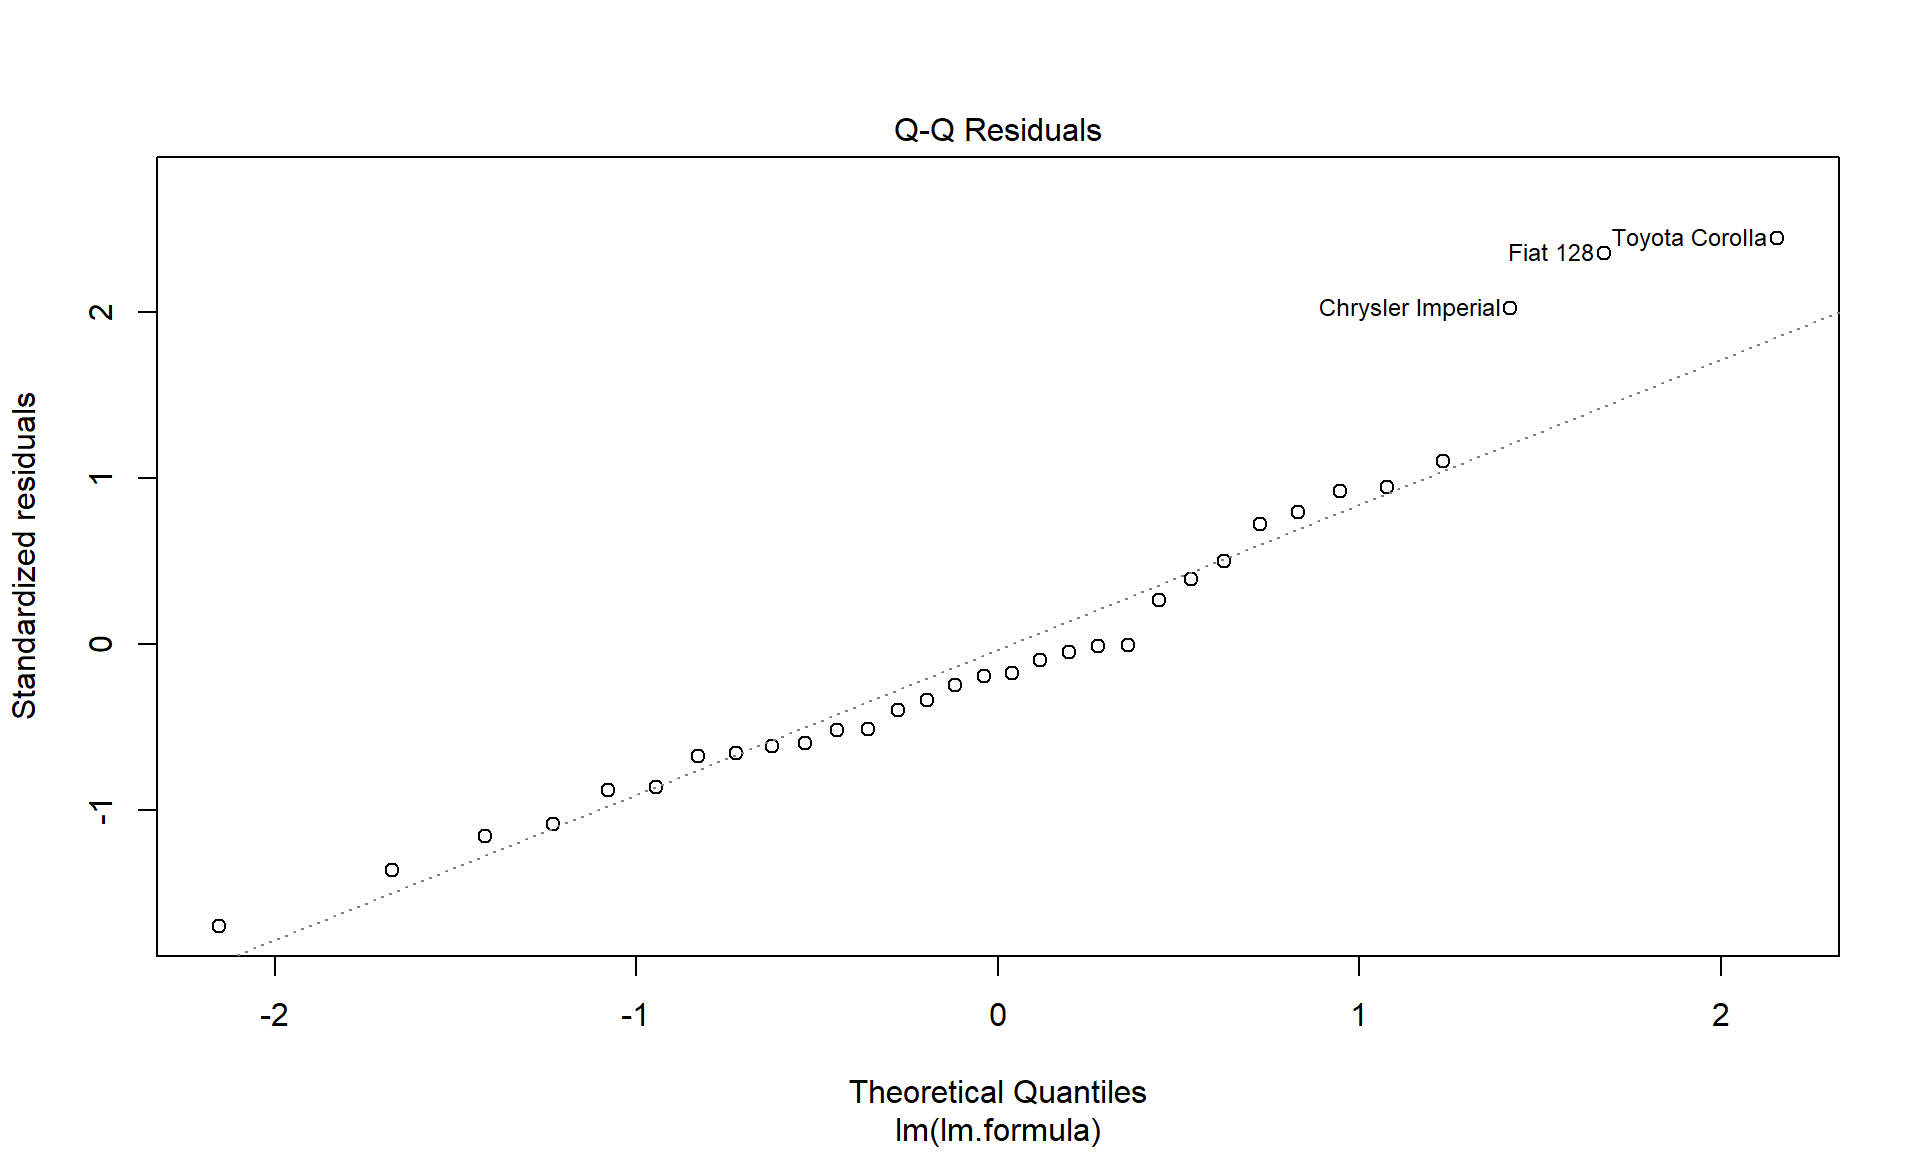 Q-Q Residuals
Toyota Corolla
Fiat 128
Chrysler Imperial
Standardized residuals
2
1
0
-1
-2 -1 0 1 2
Theoretical Quantiles
lm(lm.formula)